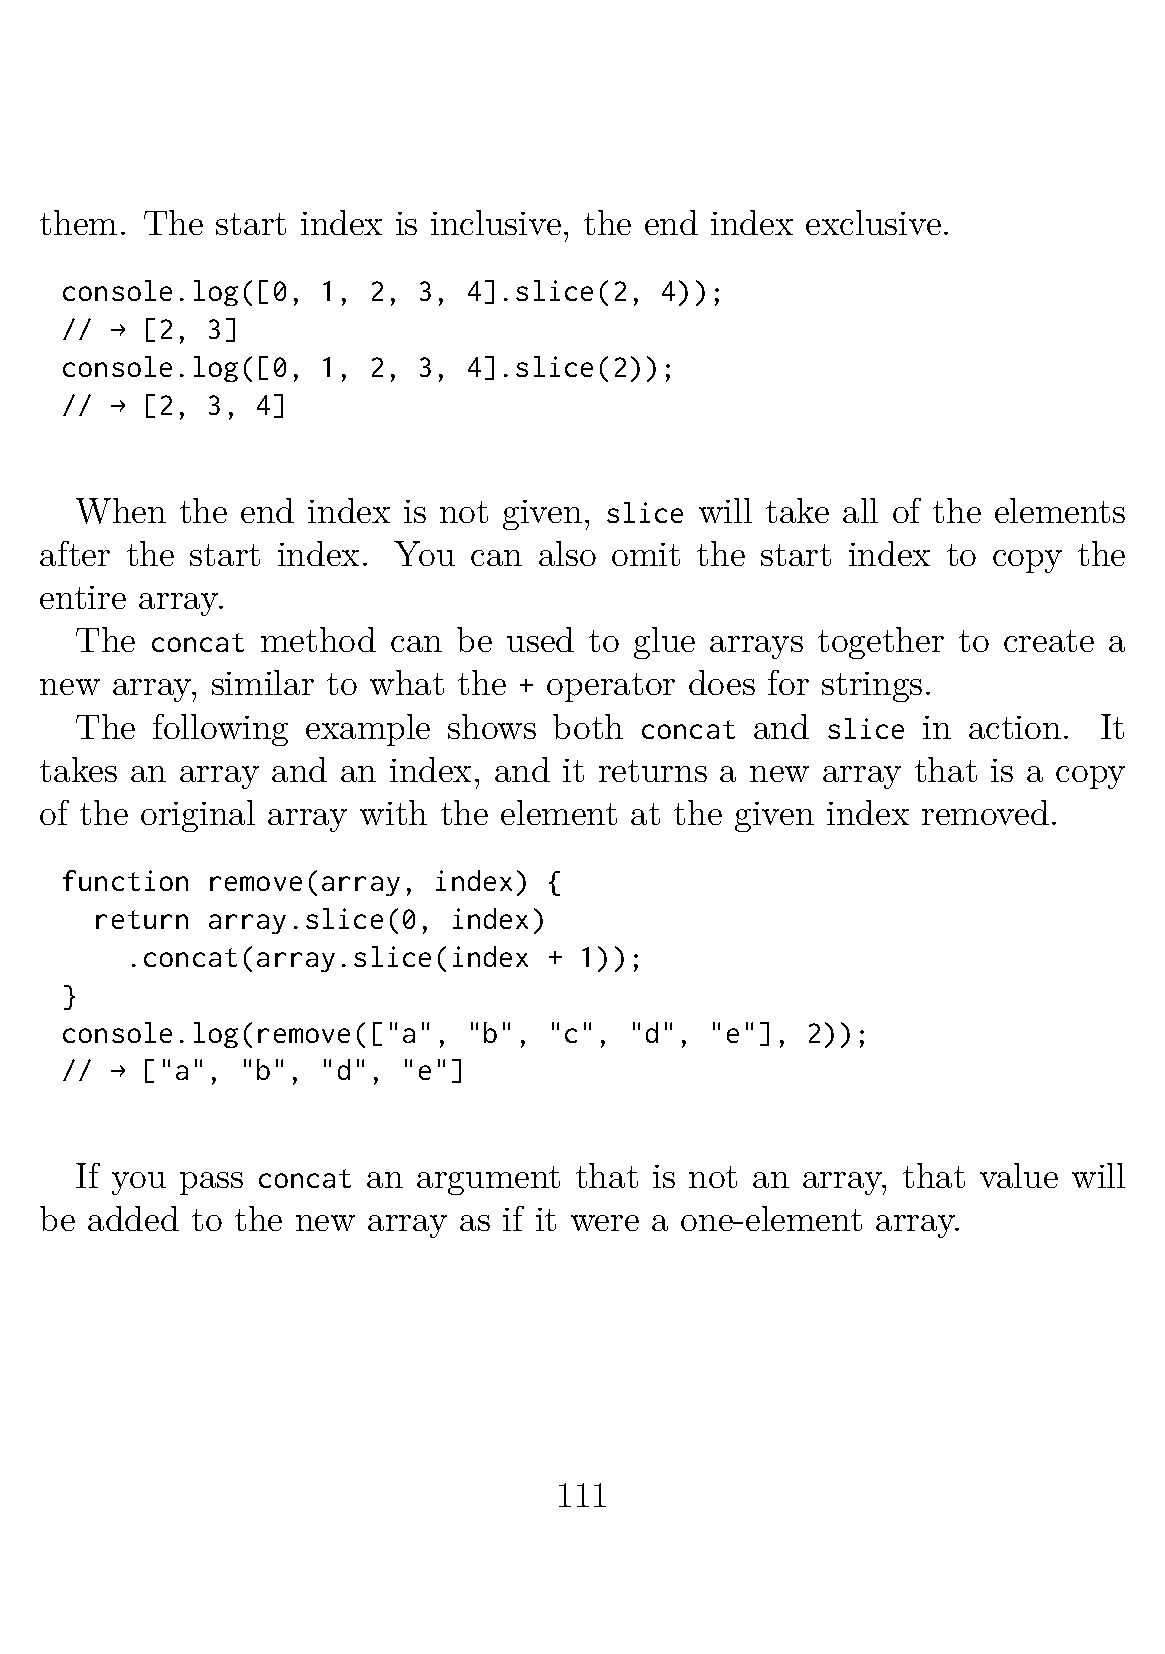 them. The start index is inclusive, the end index exclusive.
console.log([0, 1, 2, 3, 4].slice(2, 4));
// → [2, 3]
console.log([0, 1, 2, 3, 4].slice(2));
// → [2, 3, 4]
When the end index is not given, slice will take all of the elements
after the start index. You can also omit the start index to copy the
entire array.
The concat method can be used to glue arrays together to create a
new array, similar to what the + operator does for strings.
The following example shows both concat and slice in action. It
takes an array and an index, and it returns a new array that is a copy
of the original array with the element at the given index removed.
function remove(array, index) {
  return array.slice(0, index)
    .concat(array.slice(index + 1));
}
console.log(remove(["a", "b", "c", "d", "e"], 2));
// → ["a", "b", "d", "e"]
If you pass concat an argument that is not an array, that value will
be added to the new array as if it were a one-element array.
111